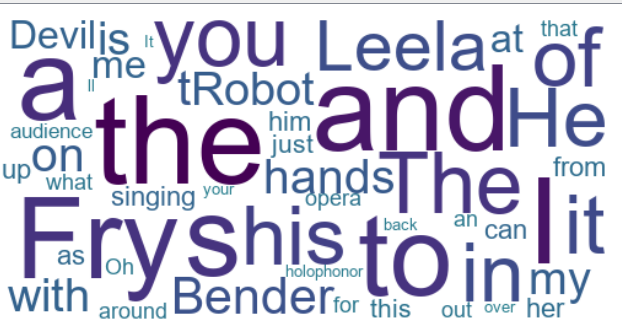 Devil is It you Leela at that of
a me ll tRobot and He
audience the him just
up on what singing your hands The from
opera I it
Fry s his to back an can
as Oh holophonor in my
with around Bender for this out over her